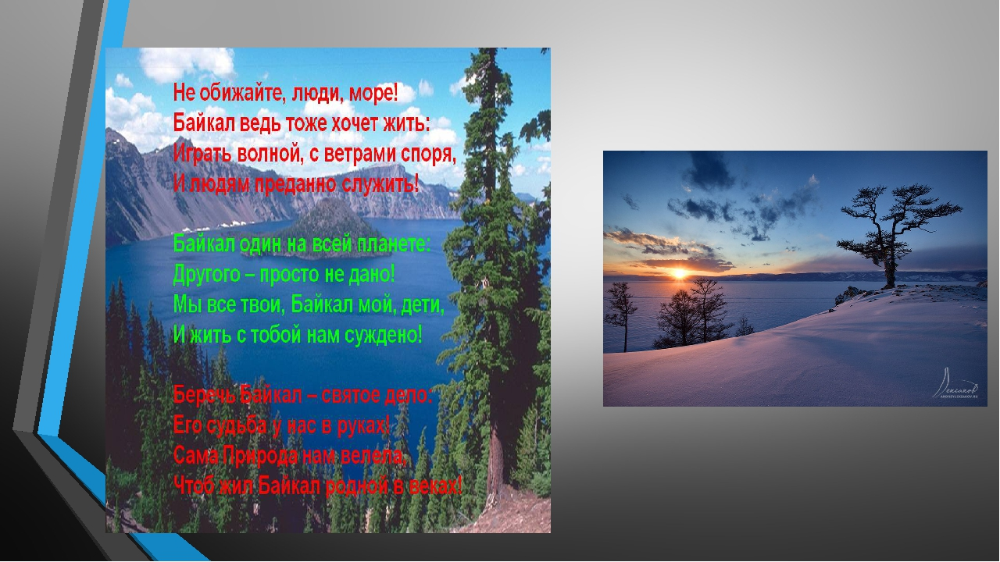 Не обижайте, люди, море!
Байкал ведь тоже хочет жить:
Играть волной, с ветрами споря,
И людям преданно служить!
Байкал один на всей планете:
Другого – просто не дано!
Мы все твои, Байкал мой, дети,
И жить с тобой нам суждено!
Беречь Байкал – святое дело:
Его судьба у нас в руках!
Сама Природа нам велела,
Чтоб жил Байкал родной в веках!